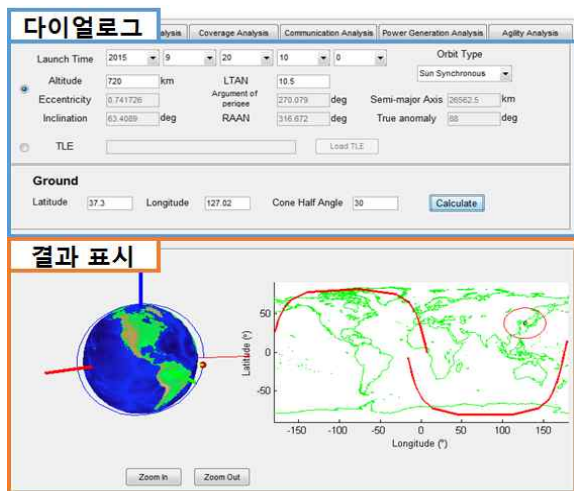 다이얼로그
alysis Coverage Analysis Communication Analysis Power Generation Analysis Agility Analysis
Launch Time 2015 9 20 10 0 Orbit Type
Sun Synchronous
Altitude 720 km LTAN 10.5
Eccentricity 0.741726 Argument of perigee 270.079 deg Semi-major Axis 26562.5 km
Inclination 63.4089 deg RAAN 316.672 deg True anomaly 88 deg
TLE Load TLE
Ground
Latitude 37.3 Longitude 127.02 Cone Half Angle 30 Calculate
결과 표시
Latitude (°)
50
0
-50
-150 -100 -50 0 50 100 150
Longitude (°)
Zoom In Zoom Out